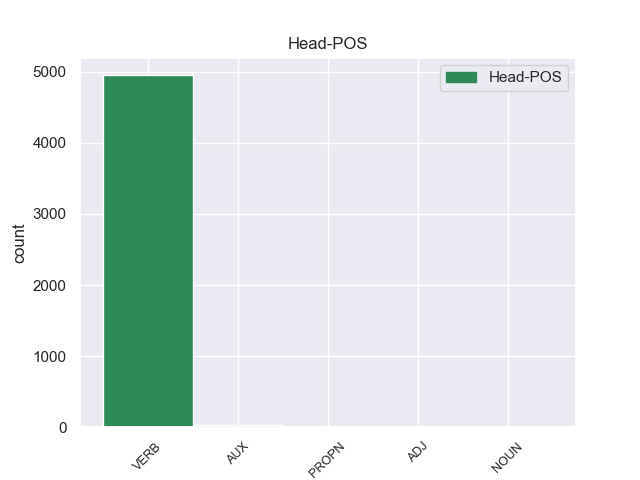 Head-POS
Head-POS
5000
4000
3000
2000
1000
0
count
VERB
AUX
PROPN
ADJ
NOUN